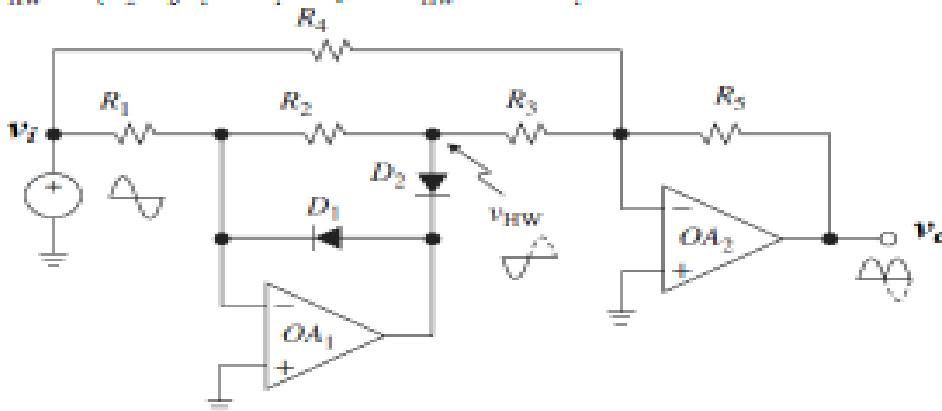 R4
R1
R2
R3
R5
vI
+
D2
D1
vHW
−
OA2
+
−
OA1
+